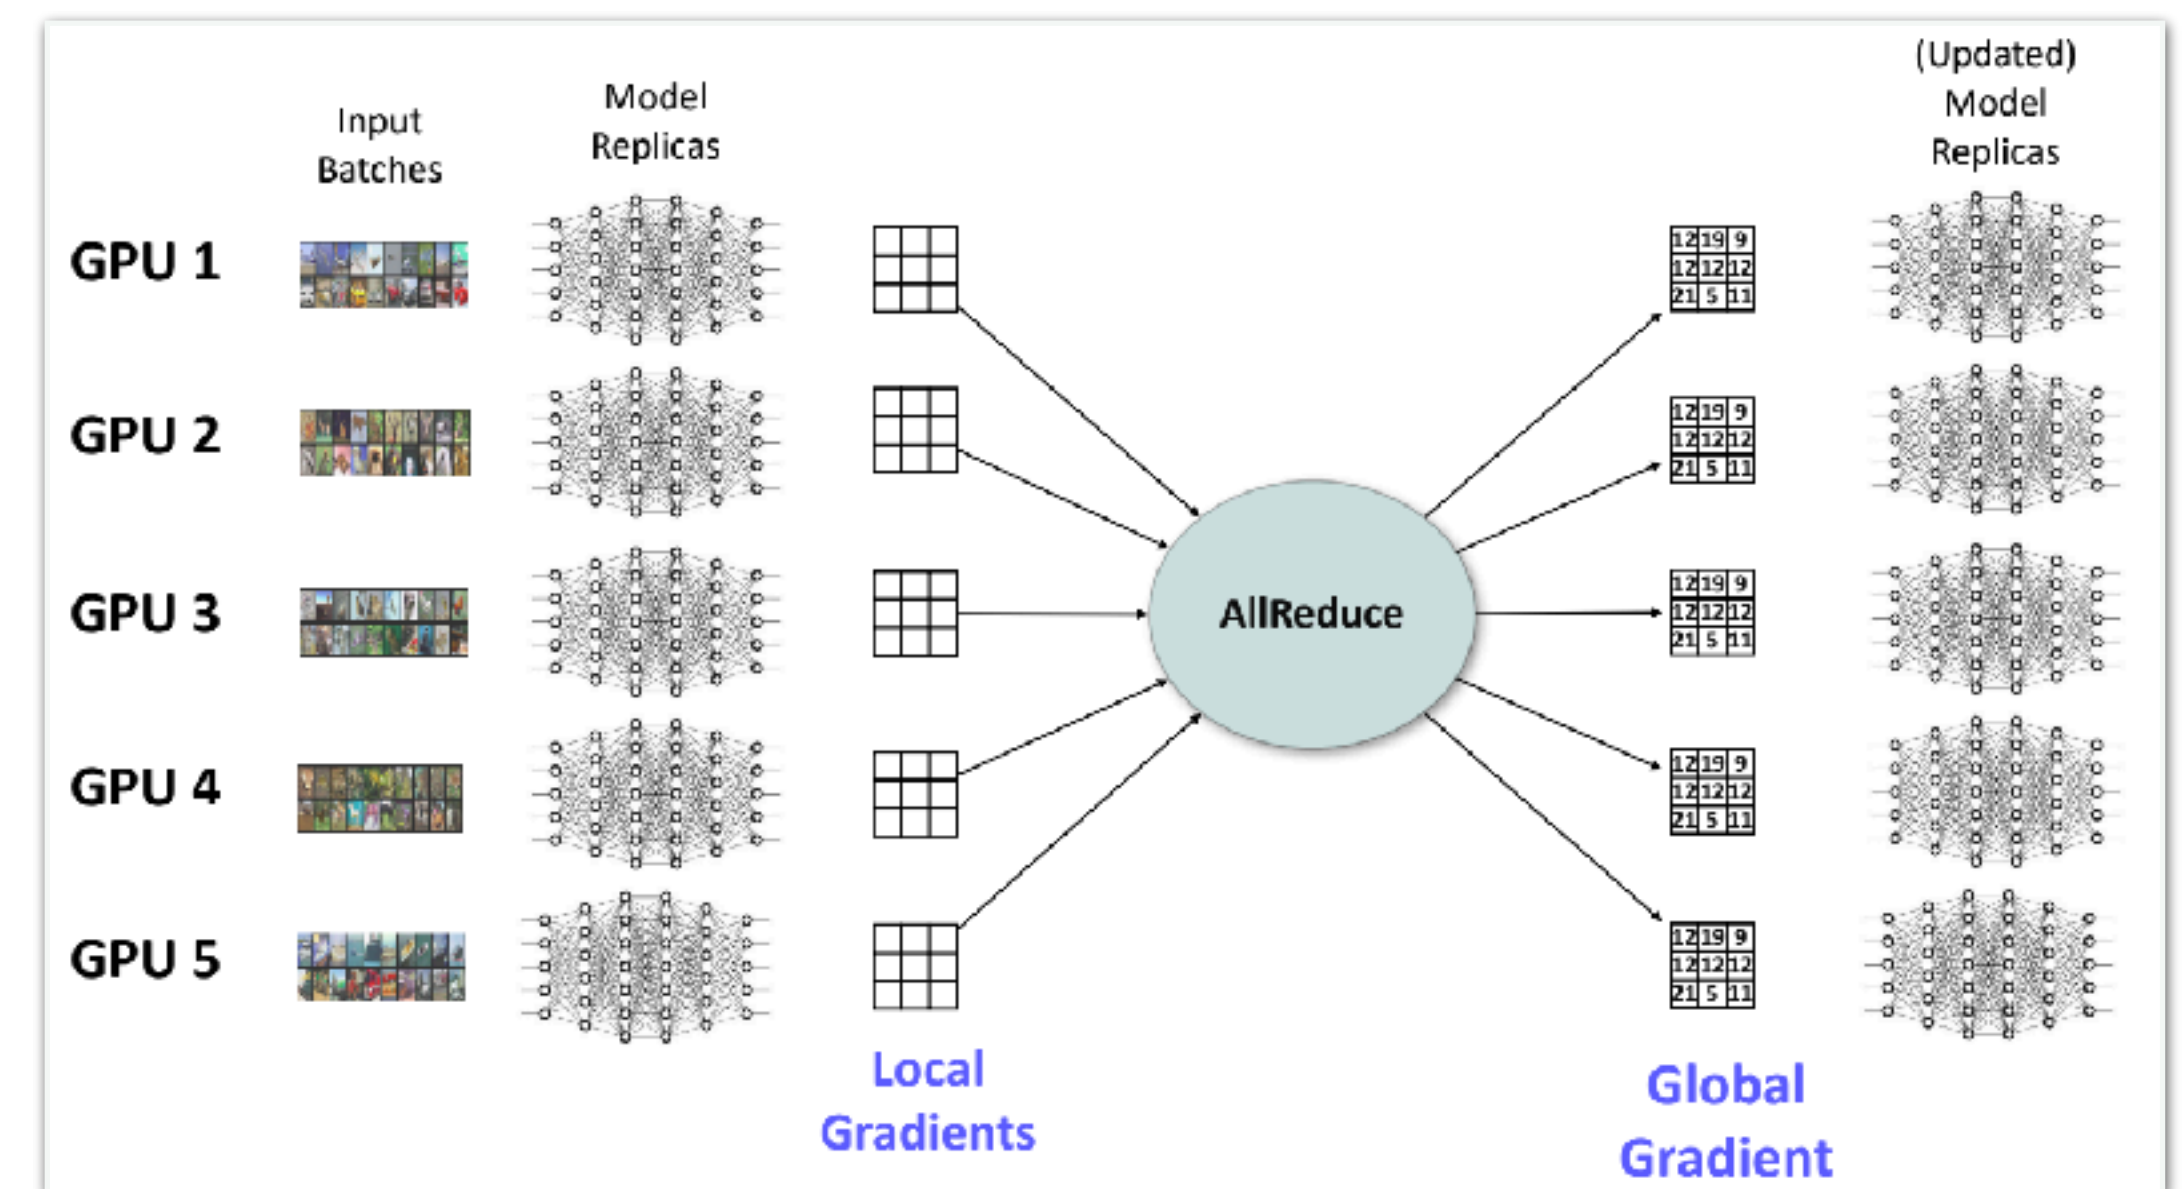 (Updated)
Model
Replicas
Model
Replicas
Input
Batches
GPU 1
12 19 9
12 12 12
21 5 11
GPU 2
12 19 9
12 12 12
21 5 11
GPU 3
AllReduce
12 19 9
12 12 12
21 5 11
GPU 4
12 19 9
12 12 12
21 5 11
GPU 5
12 19 9
12 12 12
21 5 11
Local
Gradients
Global
Gradient